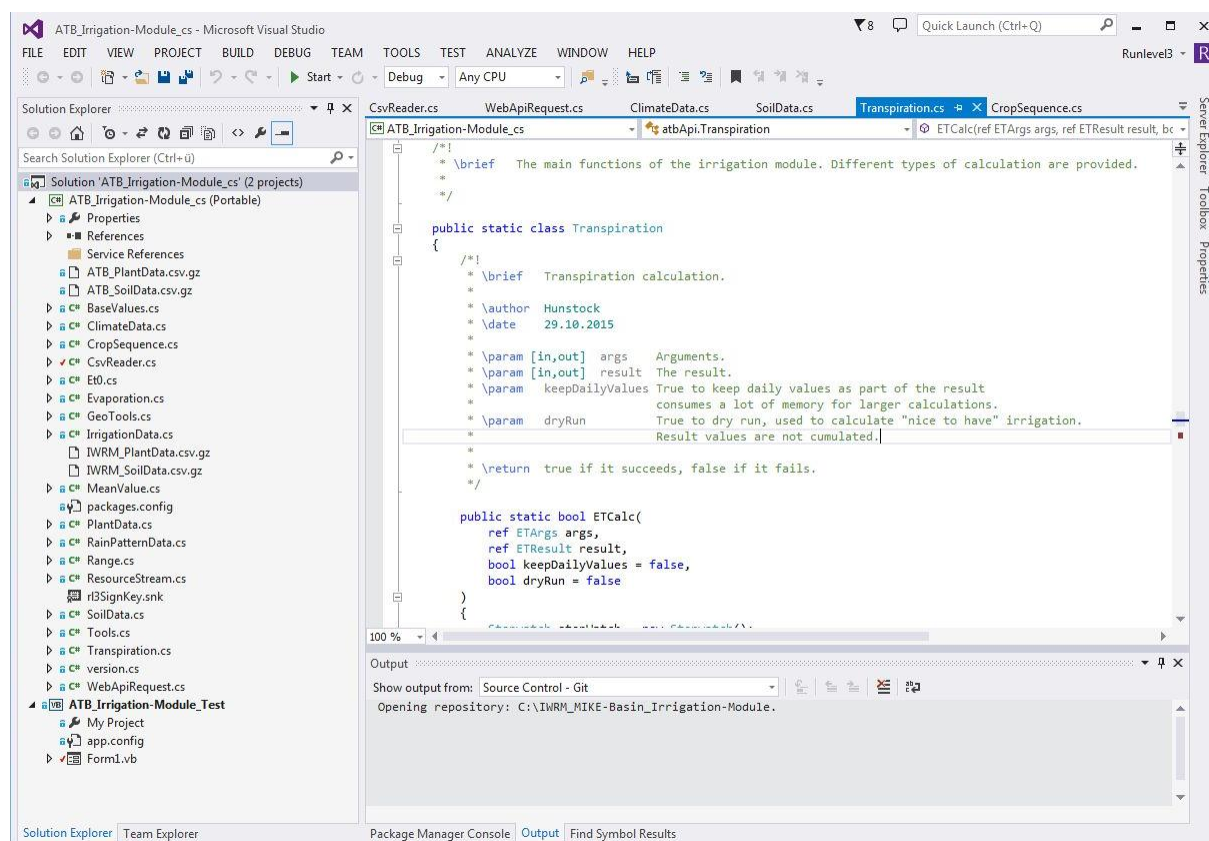 ATB_Irrigation-Module_cs - Microsoft Visual Studio
8
Quick Launch (Ctrl+Q)
FILE EDIT VIEW PROJECT BUILD DEBUG TEAM TOOLS TEST ANALYZE WINDOW HELP
Runlevel3
R
Start
Debug
Any CPU
Solution Explorer
Search Solution Explorer (Ctrl+ü)
Solution 'ATB_Irrigation-Module_cs' (2 projects)
ATB_Irrigation-Module_cs (Portable)
Properties
References
Service References
ATB_PlantData.csv.gz
ATB_SoilData.csv.gz
BaseValues.cs
ClimateData.cs
CropSequence.cs
CsvReader.cs
Et0.cs
Evaporation.cs
GeoTools.cs
IrrigationData.cs
IWRM_PlantData.csv.gz
IWRM_SoilData.csv.gz
MeanValue.cs
packages.config
PlantData.cs
RainPatternData.cs
Range.cs
ResourceStream.cs
rl3SignKey.snk
SoilData.cs
Tools.cs
Transpiration.cs
version.cs
WebApiRequest.cs
ATB_Irrigation-Module_Test
My Project
app.config
Form1.vb
Solution Explorer Team Explorer
CsvReader.cs WebApiRequest.cs ClimateData.cs SoilData.cs Transpiration.cs CropSequence.cs
ATB_Irrigation-Module_cs atbApi.Transpiration ETCalc(ref ETArgs args, ref ETResult result, bc
/*!
* \brief The main functions of the irrigation module. Different types of calculation are provided.
*
*/
public static class Transpiration
{
/*!
* \brief Transpiration calculation.
*
* \author Hunstock
* \date 29.10.2015
*
* \param [in,out] args Arguments.
* \param [in,out] result The result.
* \param keepDailyValues True to keep daily values as part of the result
* consumes a lot of memory for larger calculations.
* \param dryRun True to dry run, used to calculate "nice to have" irrigation.
* Result values are not cumulated.
*
* \return true if it succeeds, false if it fails.
*/
public static bool ETCalc(
ref ETArgs args,
ref ETResult result,
bool keepDailyValues = false,
bool dryRun = false
)
{
100 %
Output
Show output from: Source Control - Git
Opening repository: C:\IWRM_MIKE-Basin_Irrigation-Module.
Package Manager Console Output Find Symbol Results
Server Explorer
Toolbox
Properties